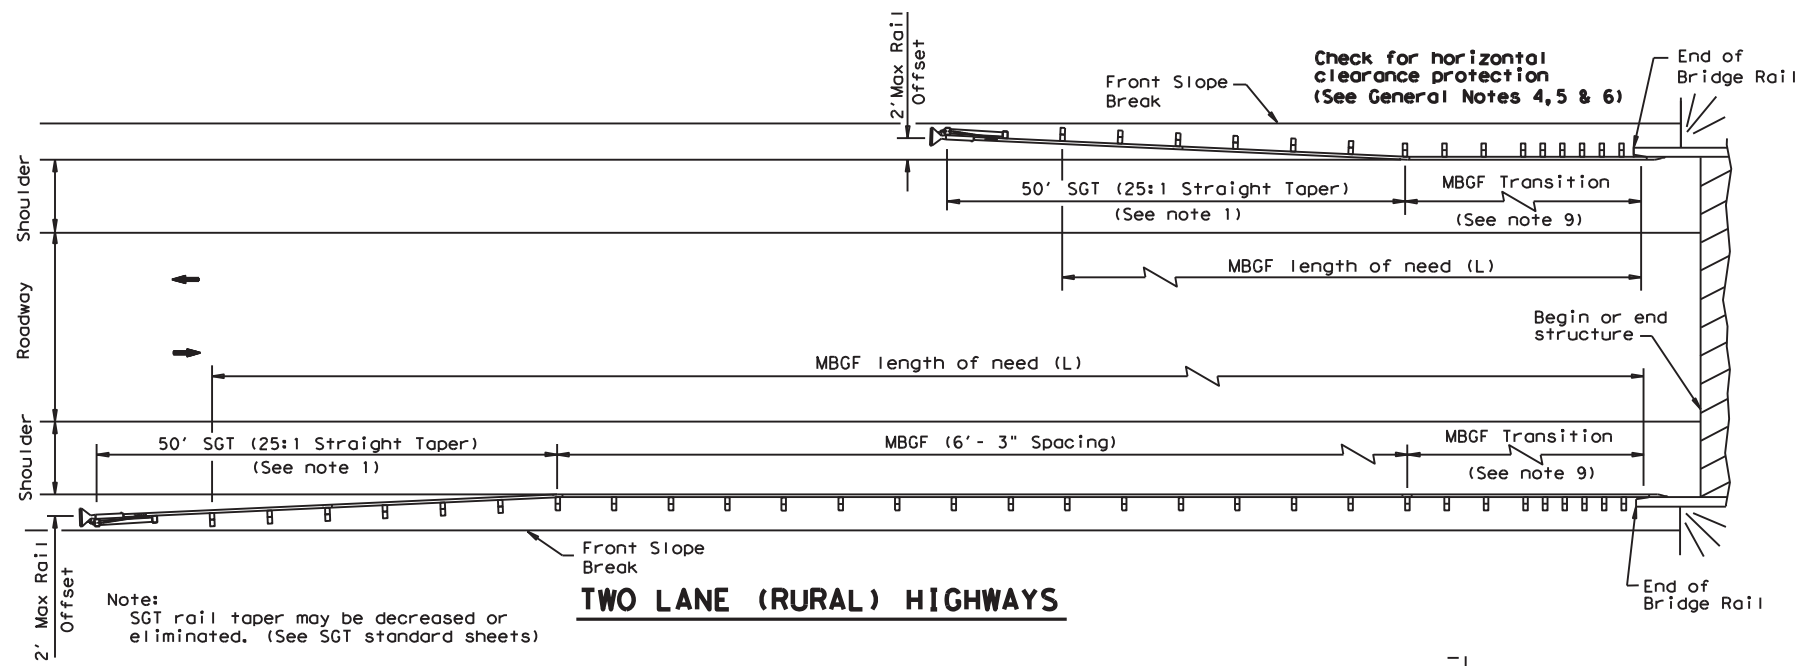 2' Max Rail
Offset
Front Slope
Break
Check for horizontal
clearance protection
(See General Notes 4,5 & 6)
End of
Bridge Rail
Shoulder
50' SGT (25:1 Straight Taper)
(See note 1)
MBGF Transition
(See note 9)
MBGF length of need (L)
Roadway
Begin or end
structure
MBGF length of need (L)
Shoulder
50' SGT (25:1 Straight Taper)
(See note 1)
MBGF (6'- 3" Spacing)
MBGF Transition
(See note 9)
2' Max Rail
Offset
Front Slope
Break
End of
Bridge Rail
Note:
SGT rail taper may be decreased or
eliminated. (See SGT standard sheets)
TWO LANE (RURAL) HIGHWAYS